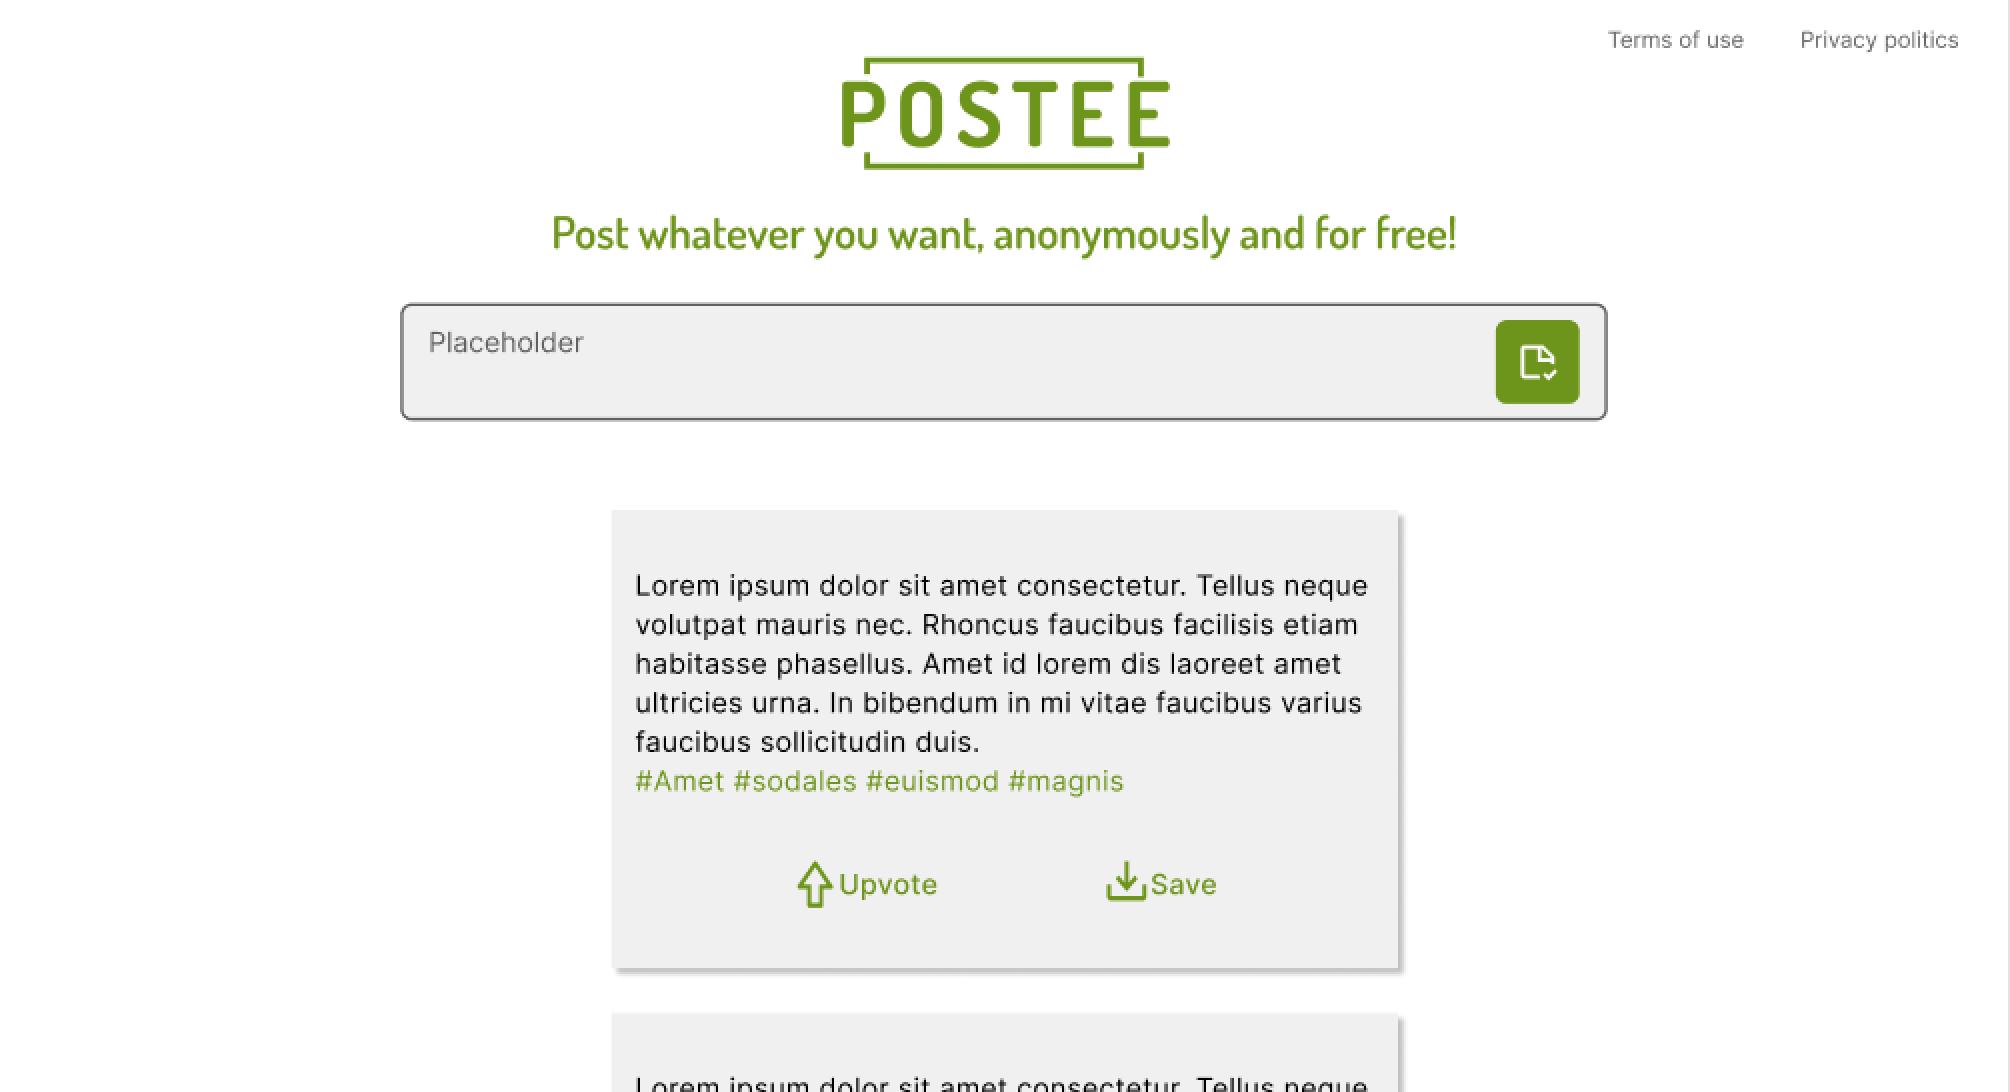 Terms of use Privacy politics
POSTEE
Post whatever you want, anonymously and for free!
Placeholder
Lorem ipsum dolor sit amet consectetur. Tellus neque
volutpat mauris nec. Rhoncus faucibus facilisis etiam
habitasse phasellus. Amet id lorem dis laoreet amet
ultricies urna. In bibendum in mi vitae faucibus varius
faucibus sollicitudin duis.
#Amet #sodales #euismod #magnis
Upvote Save
Lorem ipsum dolor sit amet consectetur. Tellus neque